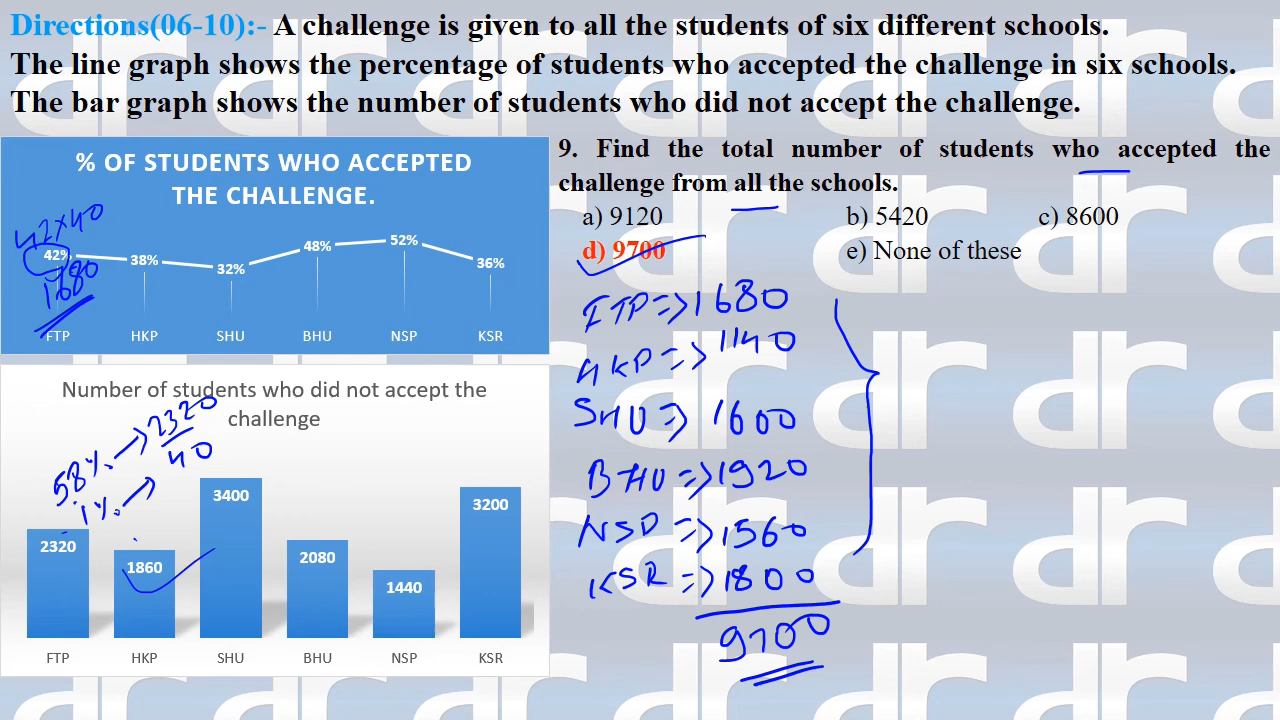 Directions(06-10):- A challenge is given to all the students of six different schools.
The line graph shows the percentage of students who accepted the challenge in six schools.
The bar graph shows the number of students who did not accept the challenge.
% OF STUDENTS WHO ACCEPTED
THE CHALLENGE.
42×40
42% 38% 32% 48% 52% 36%
1680
FTP HKP SHU BHU NSP KSR
Number of students who did not accept the
challenge
58% → 2320
40
1% →
2320 1860 3400 2080 1440 3200
FTP HKP SHU BHU NSP KSR
9. Find the total number of students who accepted the
challenge from all the schools.
a) 9120 b) 5420 c) 8600
d) 9700 e) None of these
FTP => 1680
HKP => 1140
SHU => 1600
BHU => 1920
NSP => 1560
KSR => 1800
9700
dr